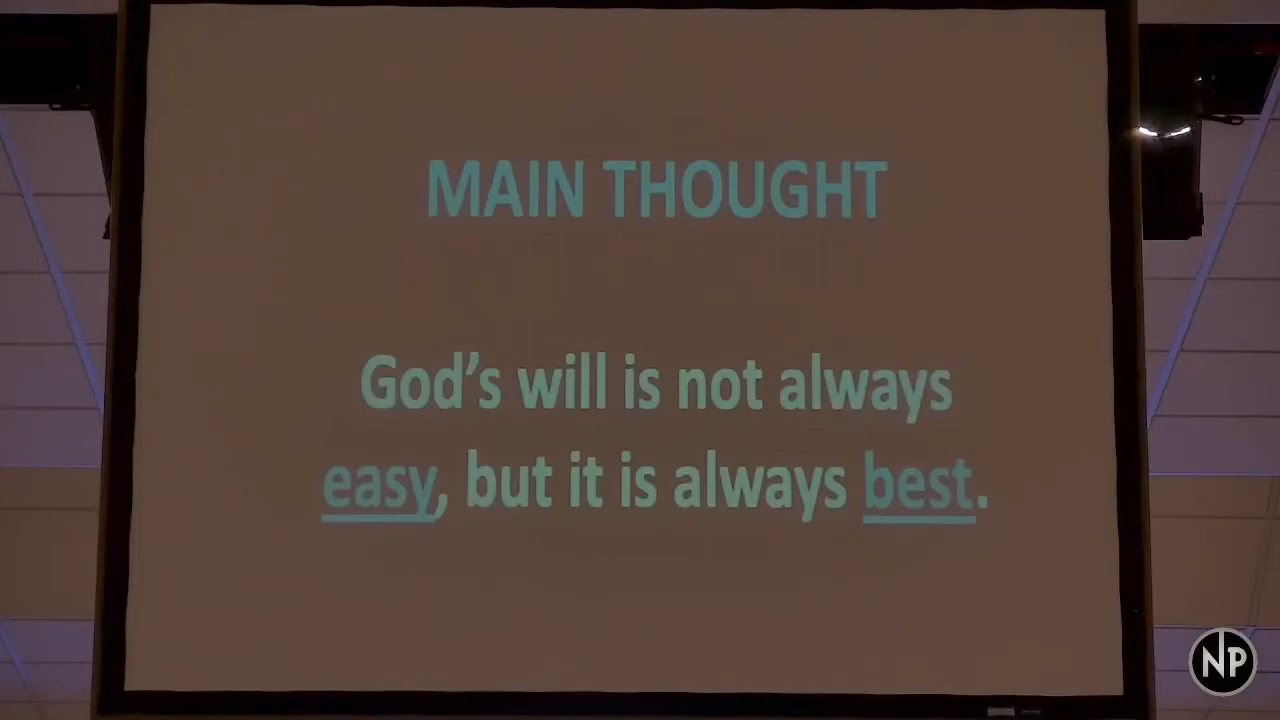 MAIN THOUGHT
God's will is not always
easy, but it is always best.
NP